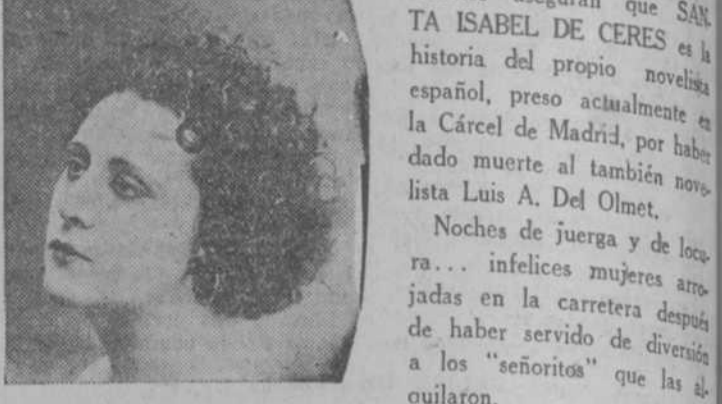 aseguran que SAN-
TA ISABEL DE CERES es la
historia del propio novelista
español, preso actualmente en
la Cárcel de Madrid, por haber
dado muerte al también nove-
lista Luis A. Del Olmet.
Noches de juerga y de locu-
ra... infelices mujeres arro-
jadas en la carretera después
de haber servido de diversión
a los "señoritos" que las al-
quilaron.